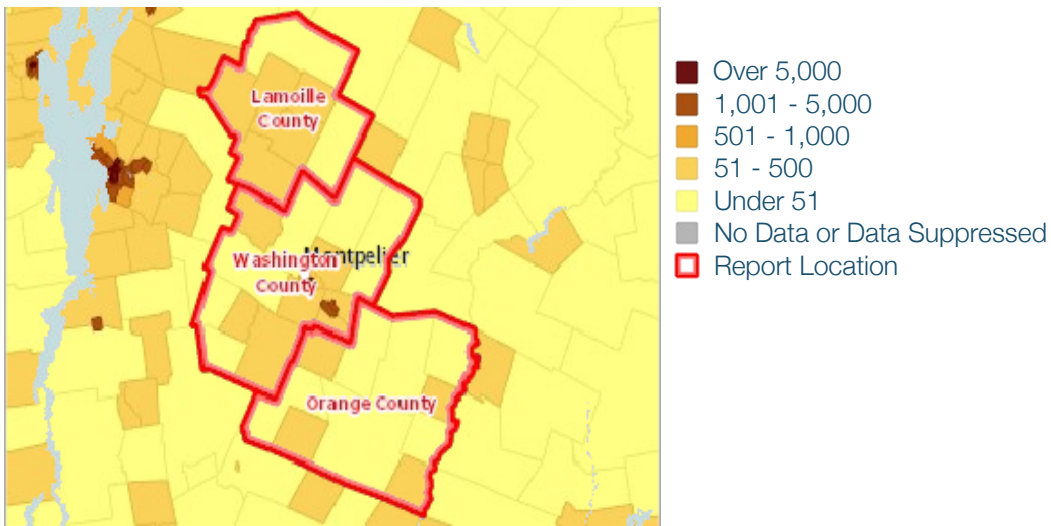 Lamoille
County
Montpelier
Washington
County
Orange County
Over 5,000
1,001 - 5,000
501 - 1,000
51 - 500
Under 51
No Data or Data Suppressed
Report Location